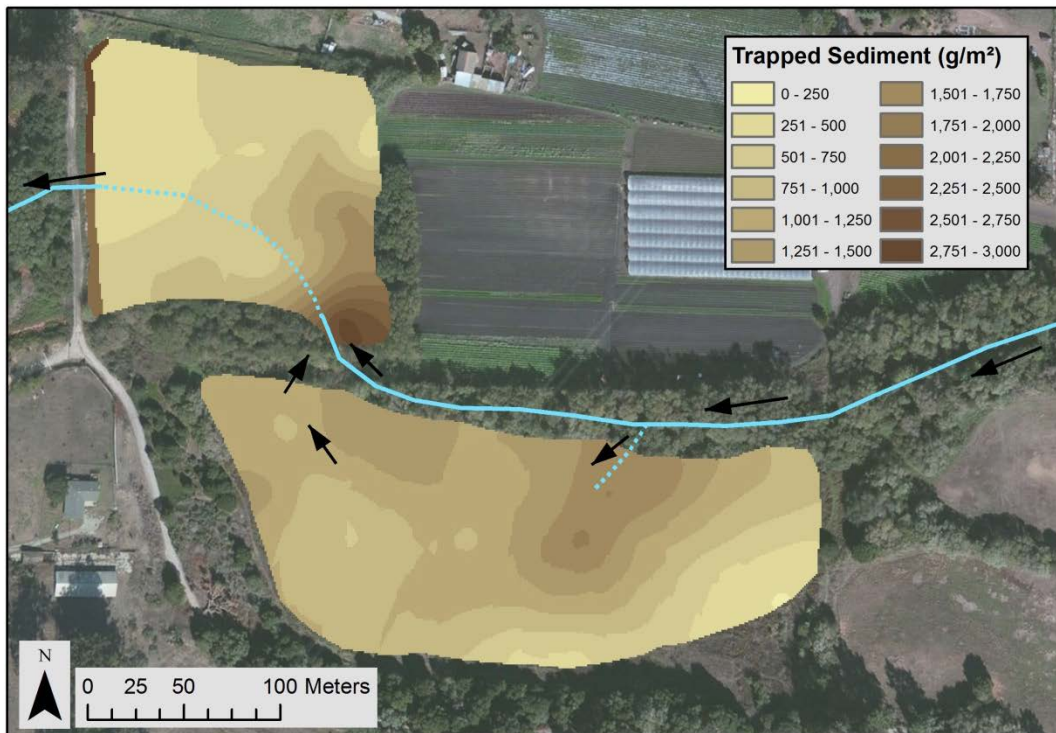 Trapped Sediment (g/m²)
0 - 250
251 - 500
501 - 750
751 - 1,000
1,001 - 1,250
1,251 - 1,500
1,501 - 1,750
1,751 - 2,000
2,001 - 2,250
2,251 - 2,500
2,501 - 2,750
2,751 - 3,000
N
0 25 50 100 Meters